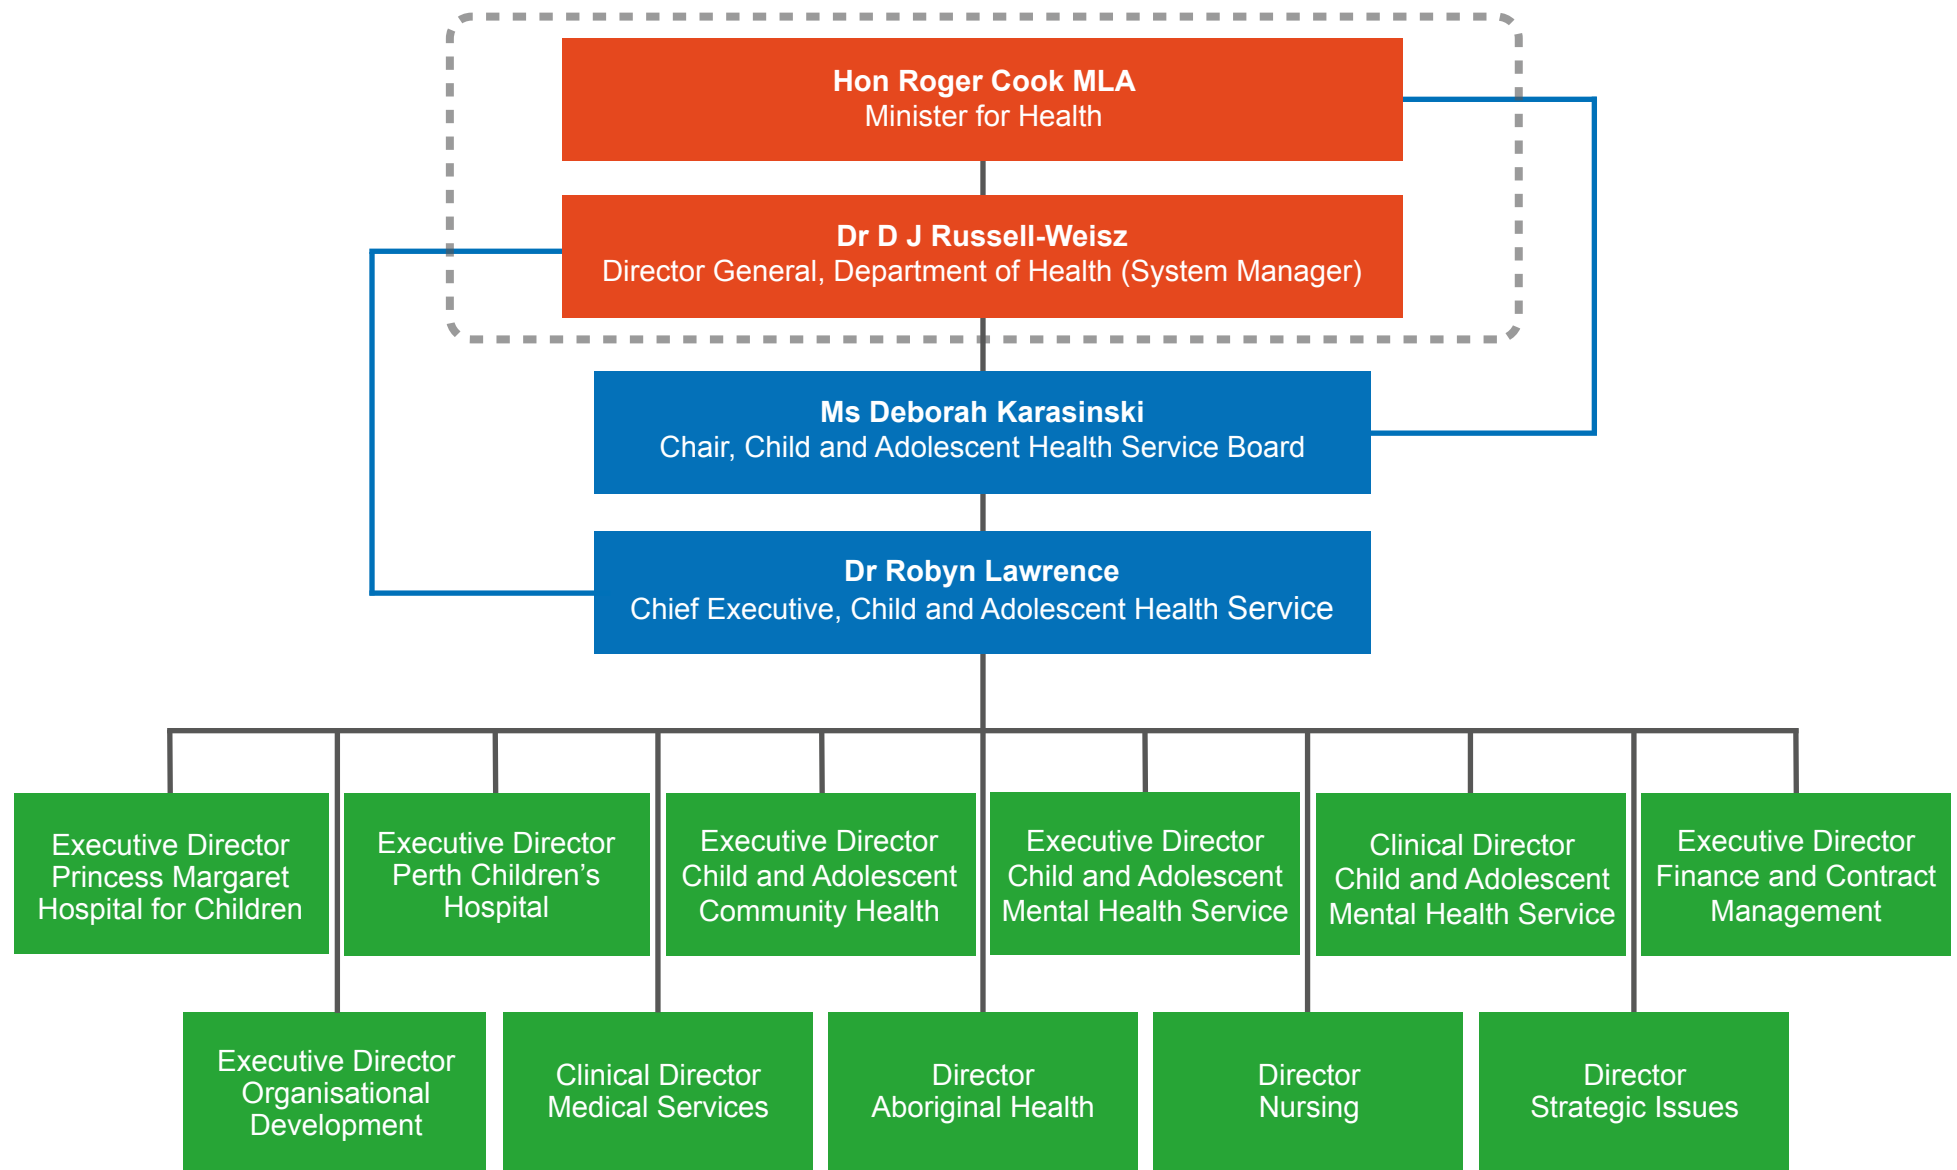 Hon Roger Cook MLA
Minister for Health
Dr D J Russell-Weisz
Director General, Department of Health (System Manager)
Ms Deborah Karasinski
Chair, Child and Adolescent Health Service Board
Dr Robyn Lawrence
Chief Executive, Child and Adolescent Health Service
Executive Director
Princess Margaret
Hospital for Children
Executive Director
Perth Children’s
Hospital
Executive Director
Child and Adolescent
Community Health
Executive Director
Child and Adolescent
Mental Health Service
Clinical Director
Child and Adolescent
Mental Health Service
Executive Director
Finance and Contract
Management
Executive Director
Organisational
Development
Clinical Director
Medical Services
Director
Aboriginal Health
Director
Nursing
Director
Strategic Issues